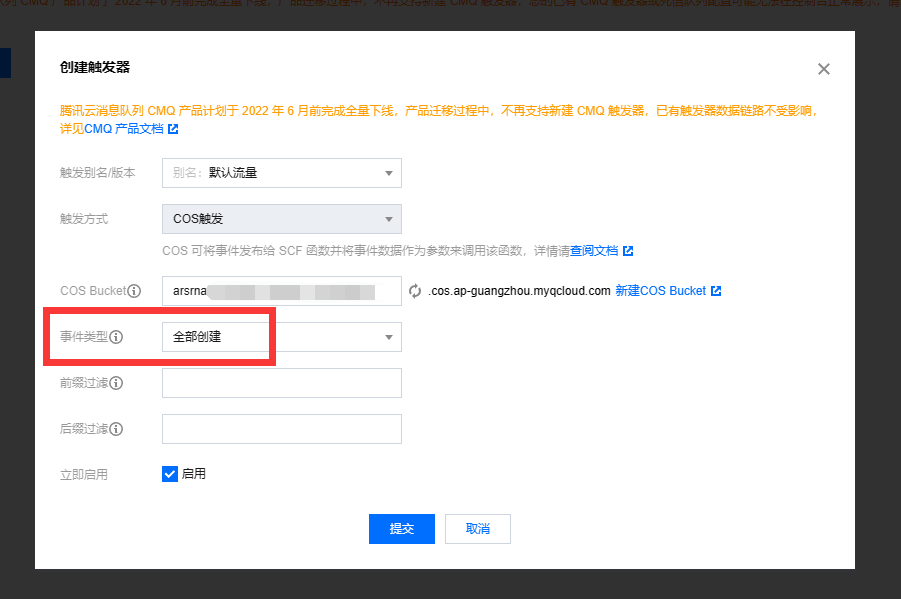 创建触发器
腾讯云消息队列 CMQ 产品计划于 2022 年 6 月前完成全量下线，产品迁移过程中，不再支持新建 CMQ 触发器，已有触发器数据链路不受影响，
详见CMQ 产品文档
触发别名/版本 别名：默认流量
触发方式 COS触发
COS 可将事件发布给 SCF 函数并将事件数据作为参数来调用该函数，详情请查阅文档
COS Bucket arsrna .cos.ap-guangzhou.myqcloud.com 新建COS Bucket
事件类型 全部创建
前缀过滤
后缀过滤
立即启用 启用
提交 取消